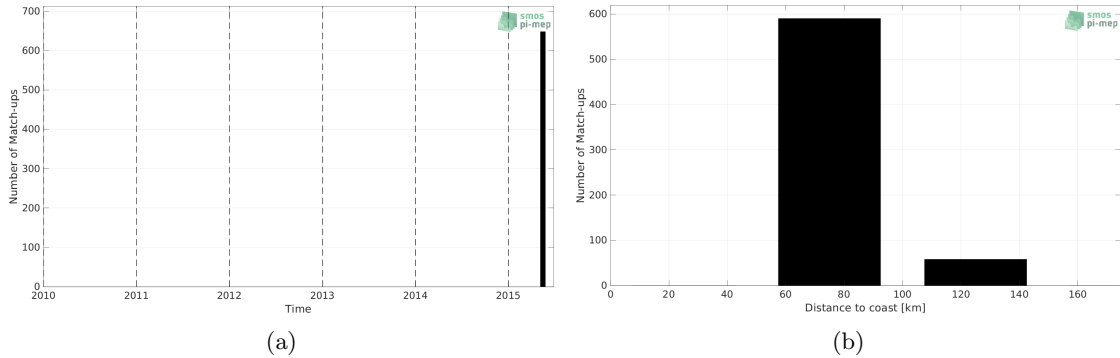 smos
pi-mep
700
600
500
400
300
200
100
0
Number of Match-ups
2010 2011 2012 2013 2014 2015
Time
(a)
smos
pi-mep
600
500
400
300
200
100
0
Number of Match-ups
0 20 40 60 80 100 120 140 160
Distance to coast [km]
(b)